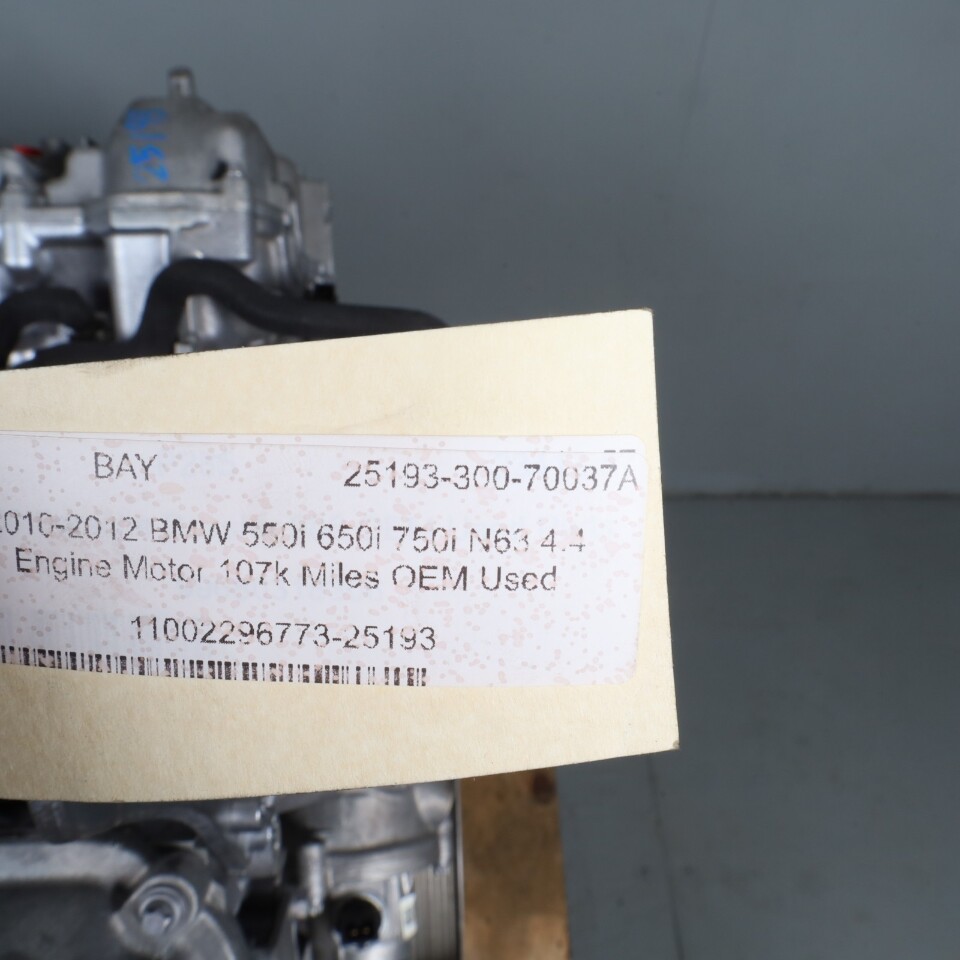 BAY 25193-300-70037A
2010-2012 BMW 550i 650i 750i N63 4.4
Engine Motor 107k Miles OEM Used
11002296773-25193